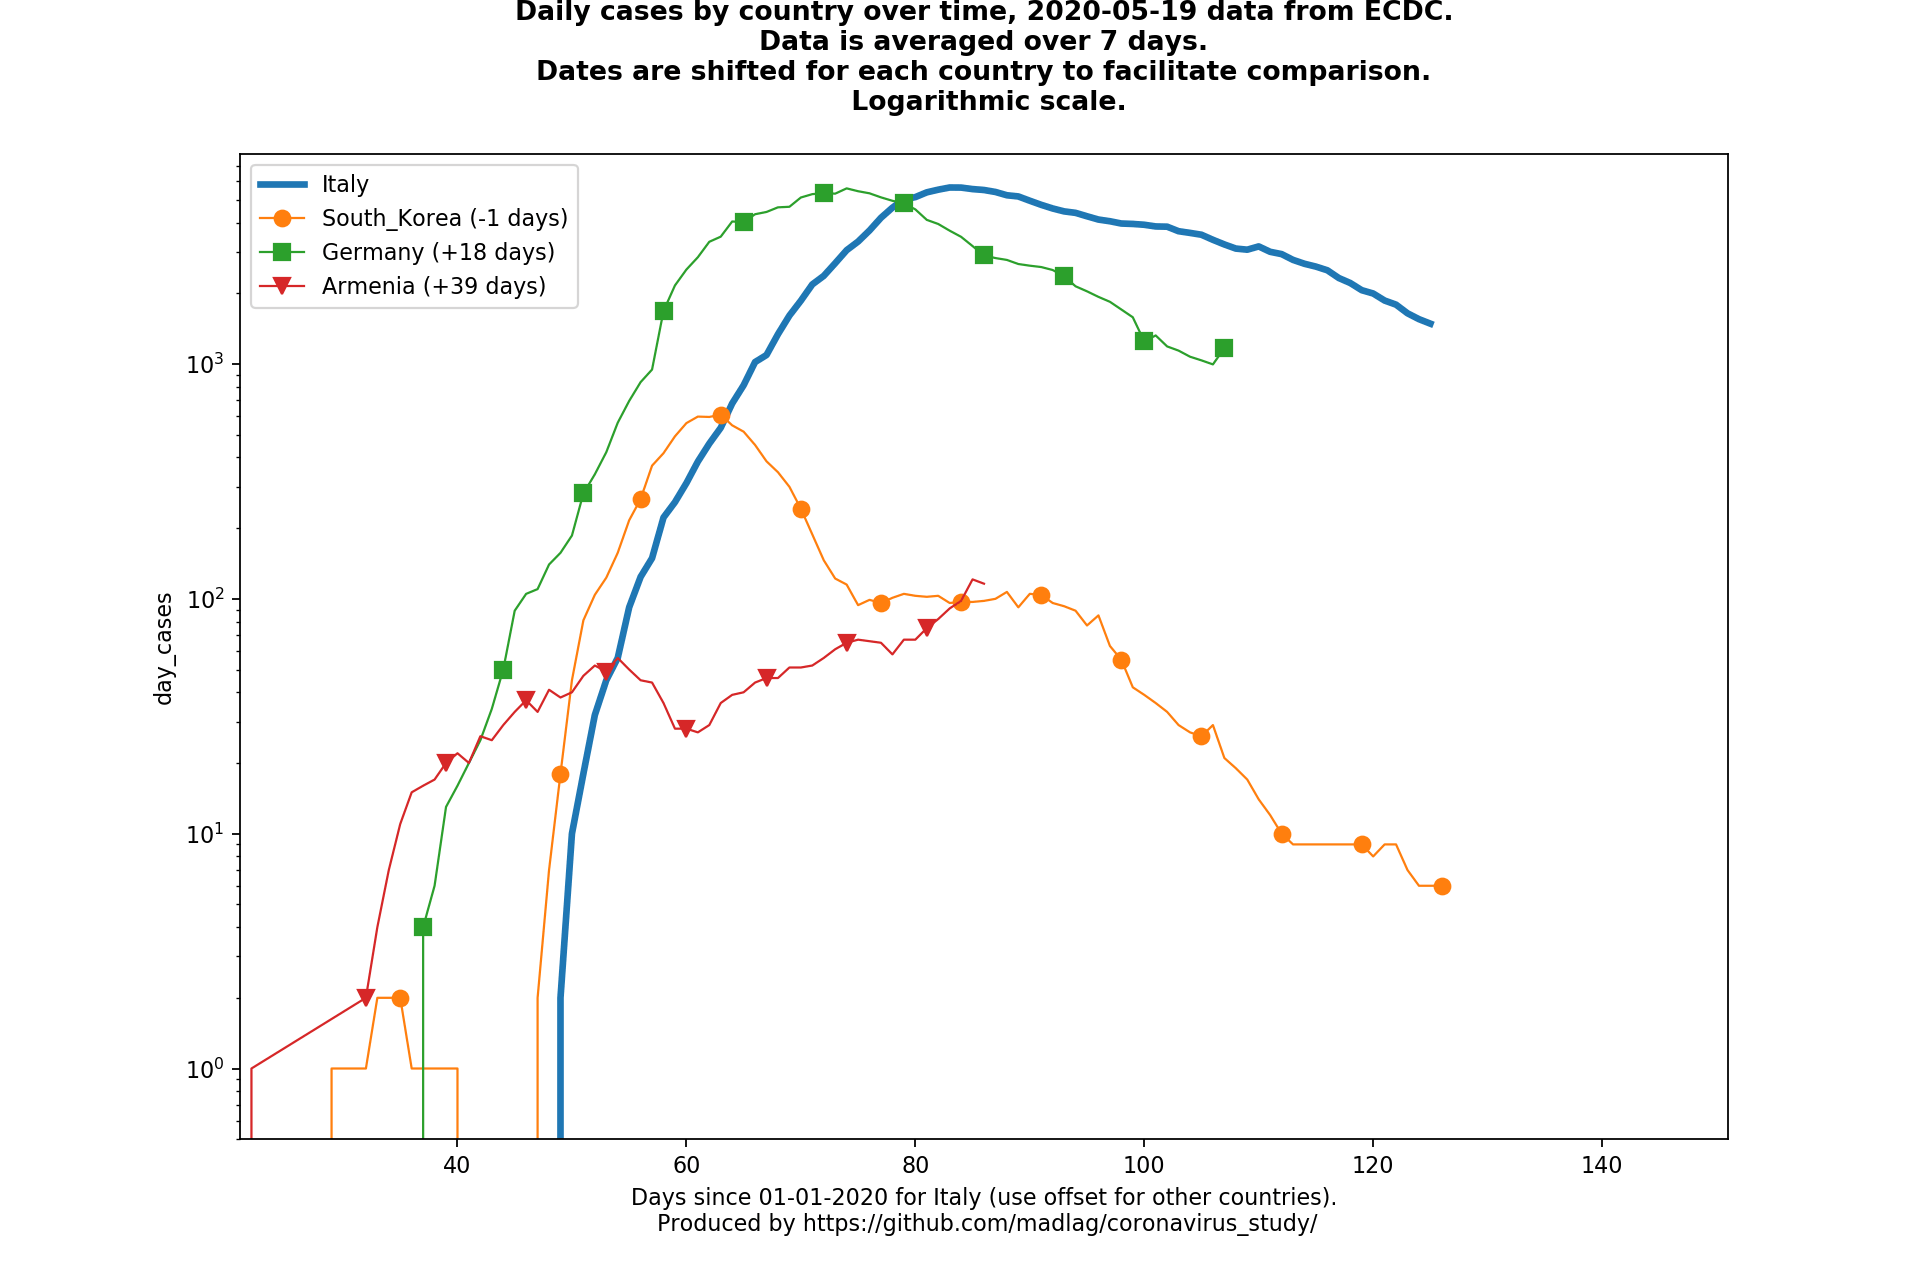 Daily cases by country over time, 2020-05-19 data from ECDC.
Data is averaged over 7 days.
Dates are shifted for each country to facilitate comparison.
Logarithmic scale.
Italy
South_Korea (-1 days)
Germany (+18 days)
Armenia (+39 days)
day_cases
10³
10²
10¹
10⁰
40 60 80 100 120 140
Days since 01-01-2020 for Italy (use offset for other countries).
Produced by https://github.com/madlag/coronavirus_study/